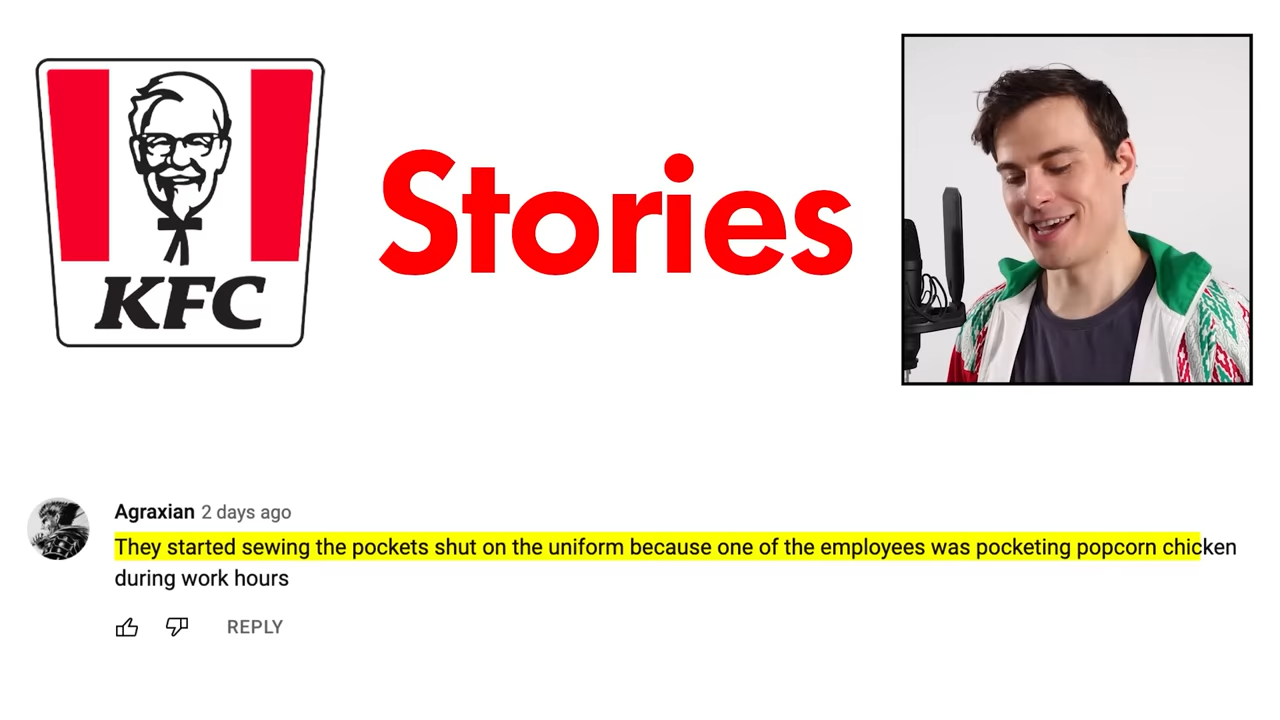 KFC
Stories
Agraxian 2 days ago
They started sewing the pockets shut on the uniform because one of the employees was pocketing popcorn chicken
during work hours
REPLY